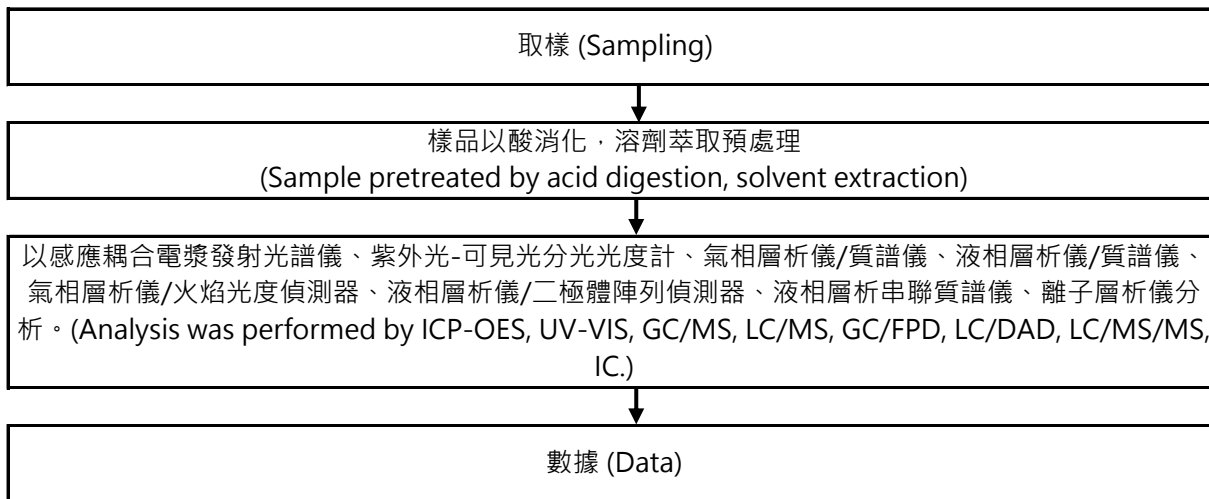 取樣 (Sampling)
樣品以酸消化，溶劑萃取預處理
(Sample pretreated by acid digestion, solvent extraction)
以感應耦合電漿發射光譜儀、紫外光-可見光分光光度計、氣相層析儀/質譜儀、液相層析儀/質譜儀、
氣相層析儀/火焰光度偵測器、液相層析儀/二極體陣列偵測器、液相層析串聯質譜儀、離子層析儀分
析。(Analysis was performed by ICP-OES, UV-VIS, GC/MS, LC/MS, GC/FPD, LC/DAD, LC/MS/MS,
IC.)
數據 (Data)